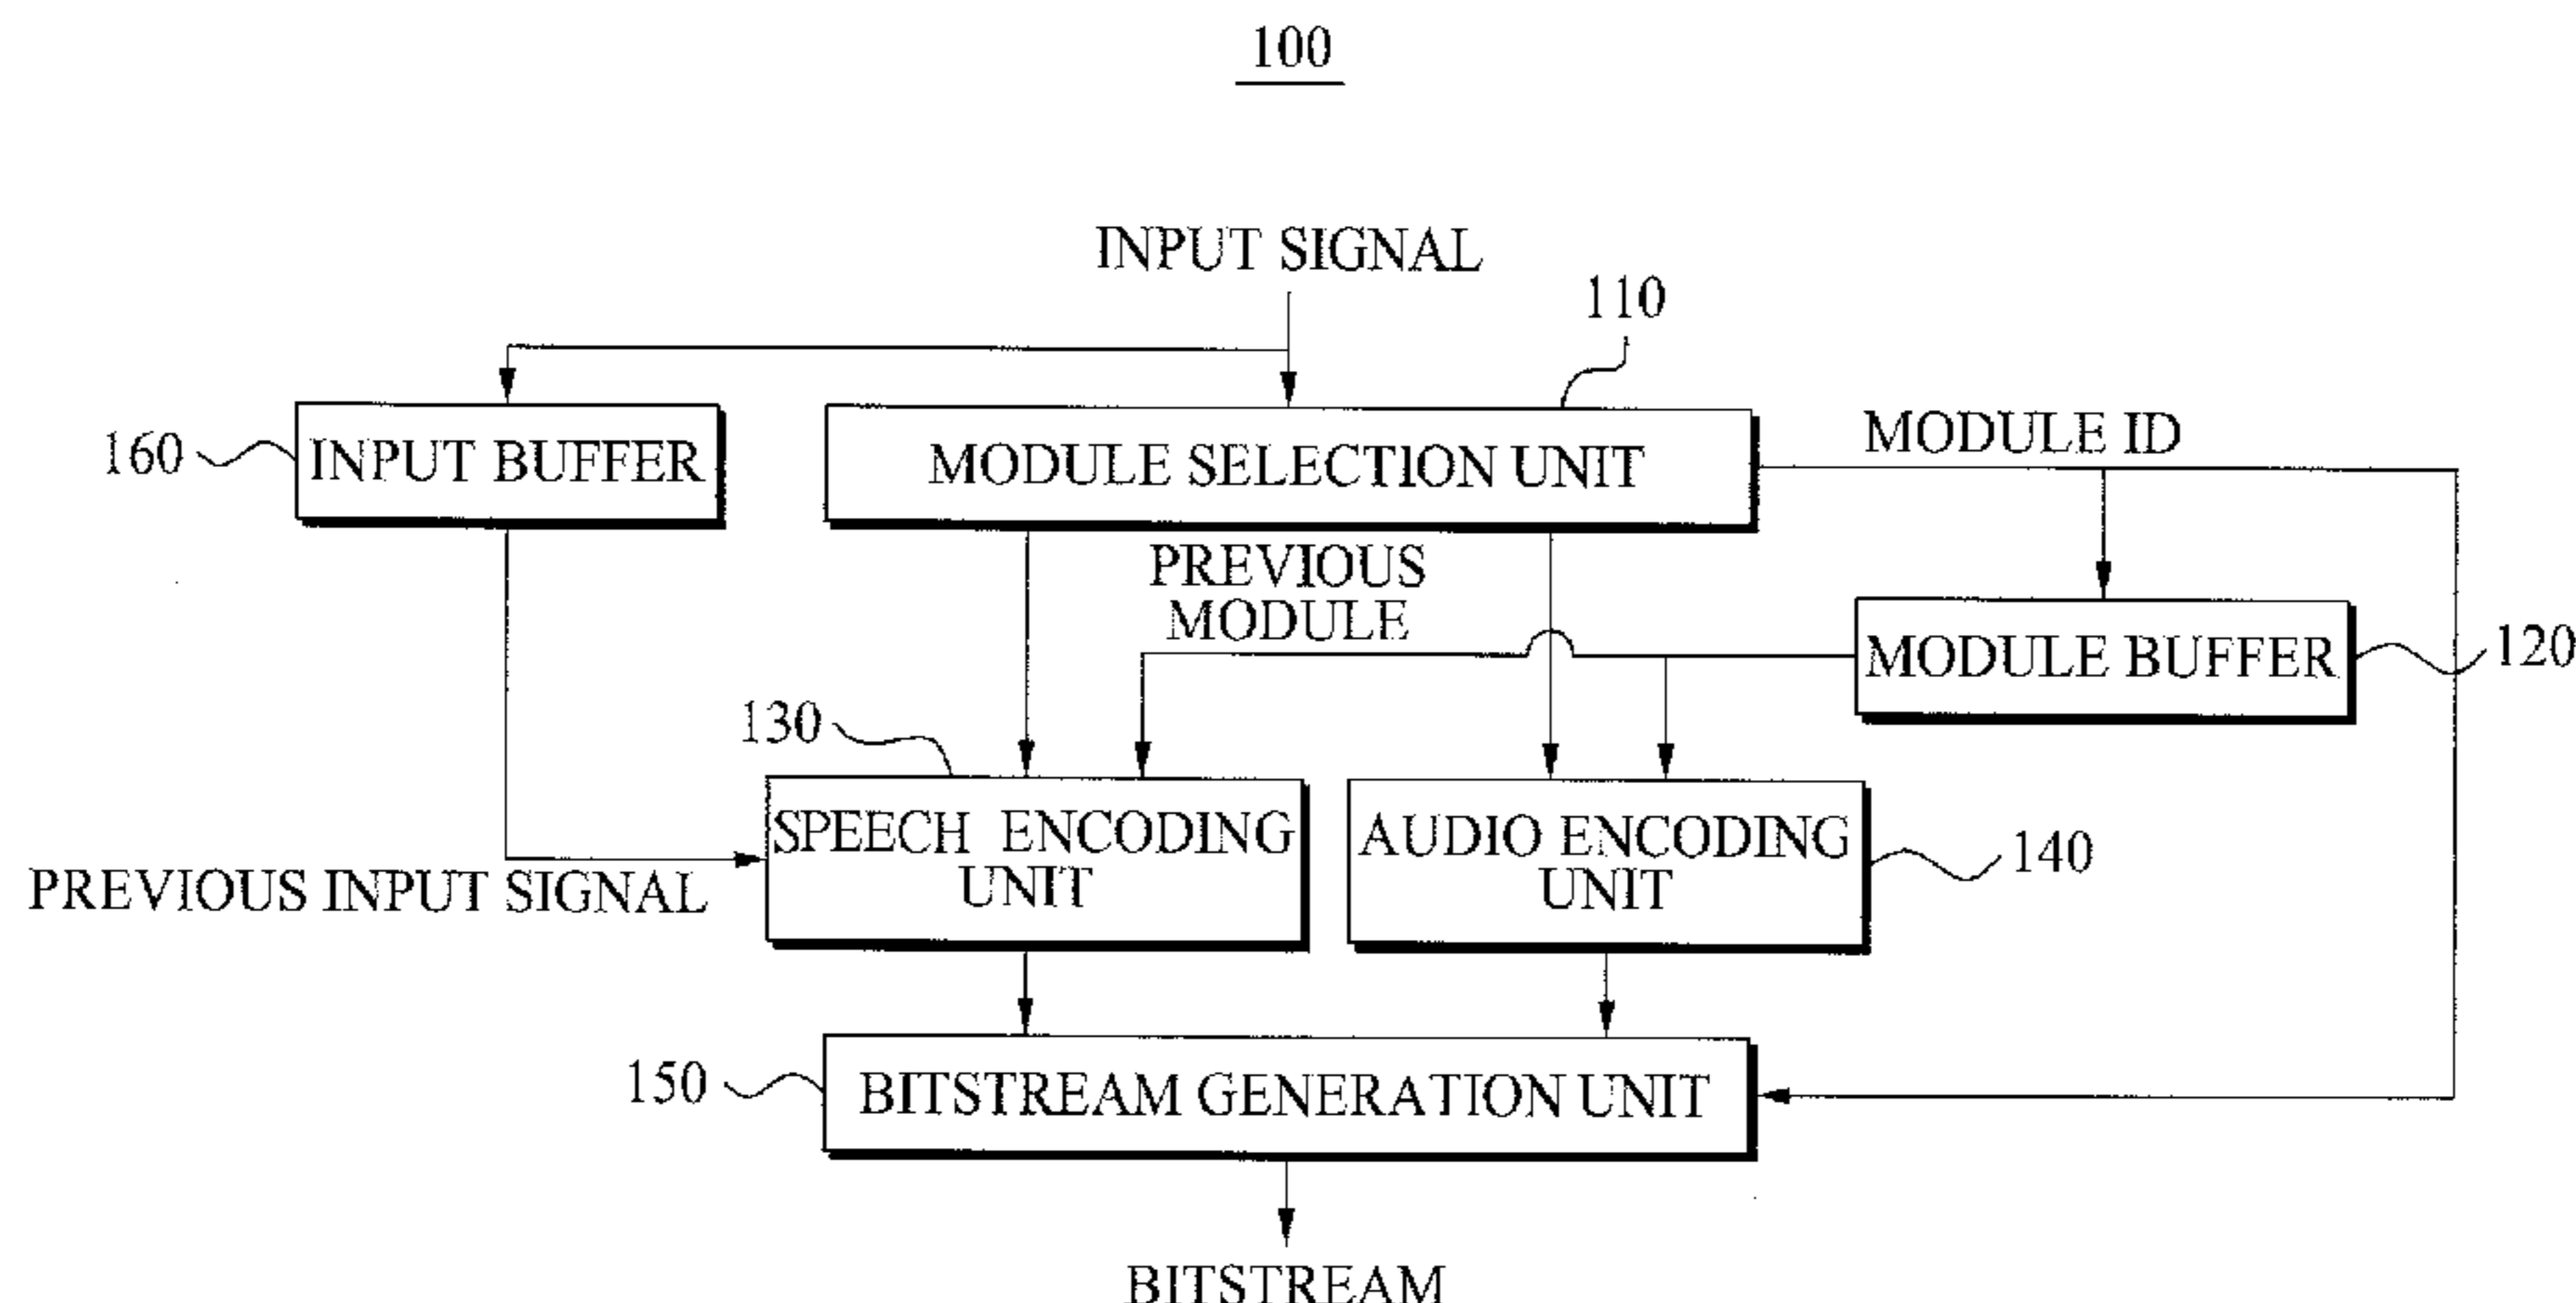 100
INPUT SIGNAL
110
160
INPUT BUFFER
MODULE SELECTION UNIT
MODULE ID
PREVIOUS
MODULE
MODULE BUFFER
120
130
SPEECH ENCODING
UNIT
AUDIO ENCODING
UNIT
140
PREVIOUS INPUT SIGNAL
150
BITSTREAM GENERATION UNIT
BITSTREAM